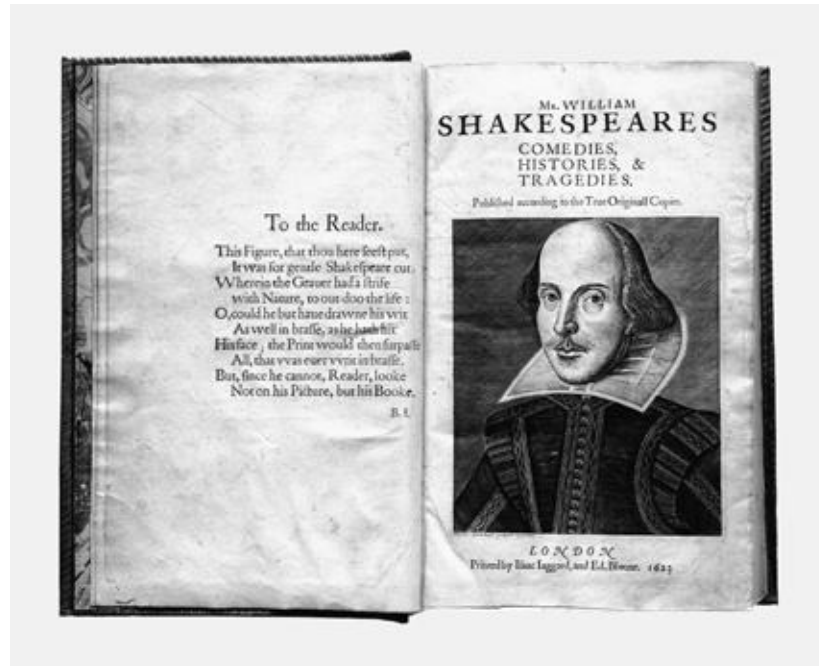 To the Reader.
This Figure, that thou here seest put,
It was for gentle Shakespeare cut;
Wherein the Grauer had a strife
with Nature, to out-doo the life :
O, could he but haue drawne his wit
As well in brasse, as he hath hit
His face ; the Print would then surpasse
All, that vvas euer vvrit in brasse.
But, since he cannot, Reader, looke
Not on his Picture, but his Booke.
B. I.
Mr. WILLIAM
SHAKESPEARES
COMEDIES,
HISTORIES, &
TRAGEDIES.
Published according to the True Originall Copies.
LONDON
Printed by Isaac Iaggard, and Ed. Blount. 1623